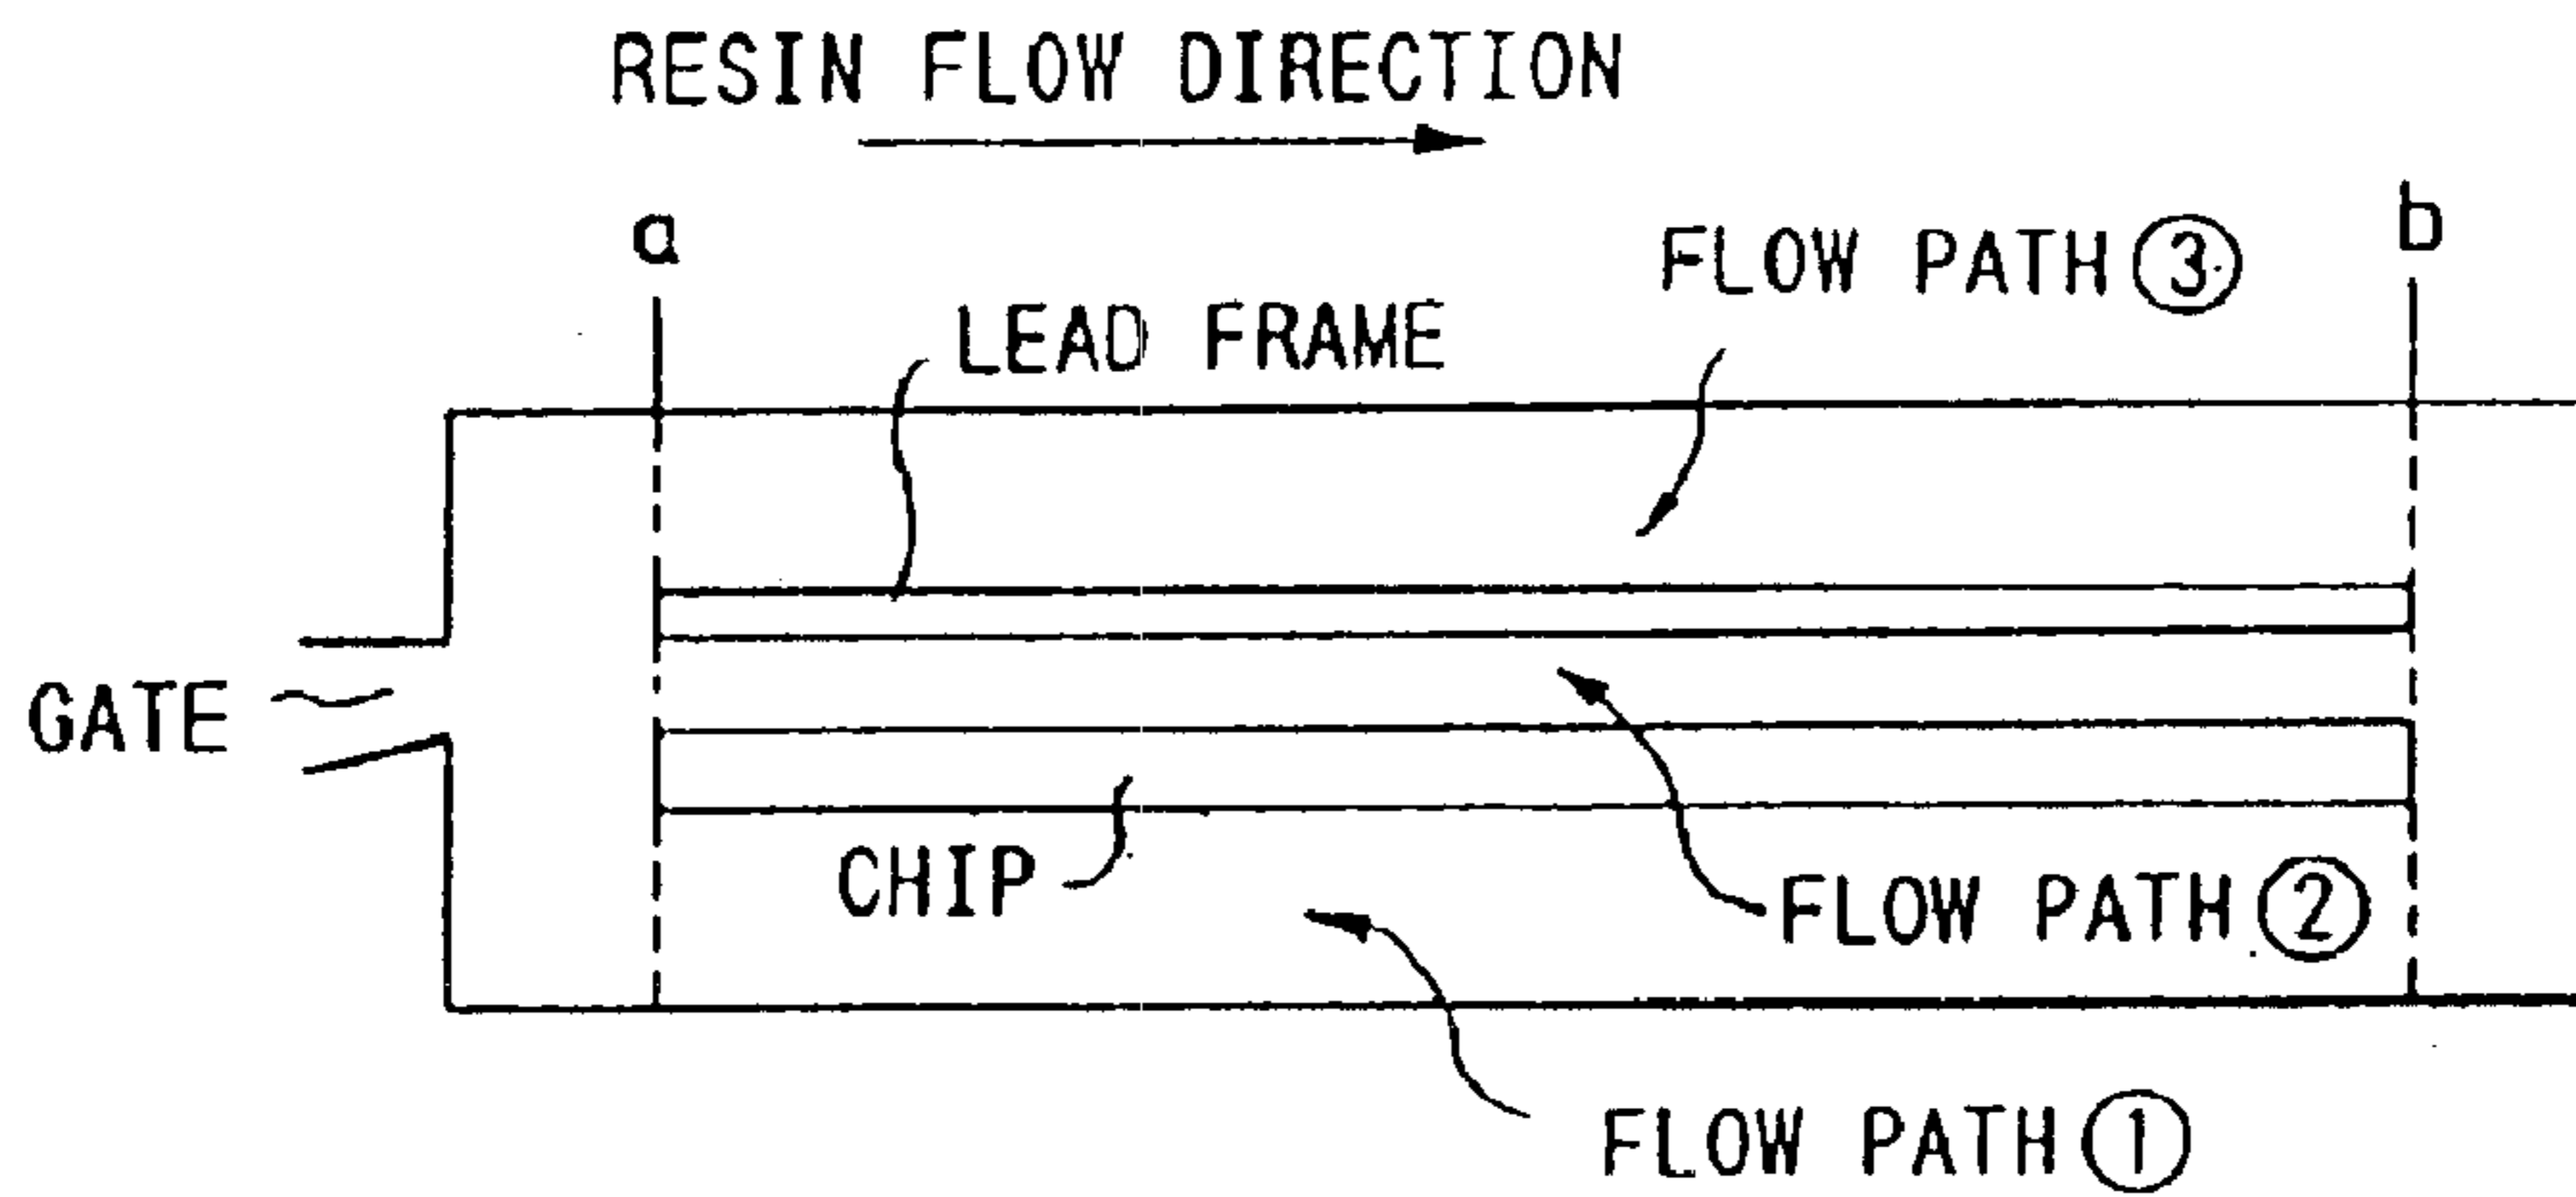 RESIN FLOW DIRECTION
a
b
FLOW PATH ③
LEAD FRAME
GATE
CHIP
FLOW PATH ②
FLOW PATH ①